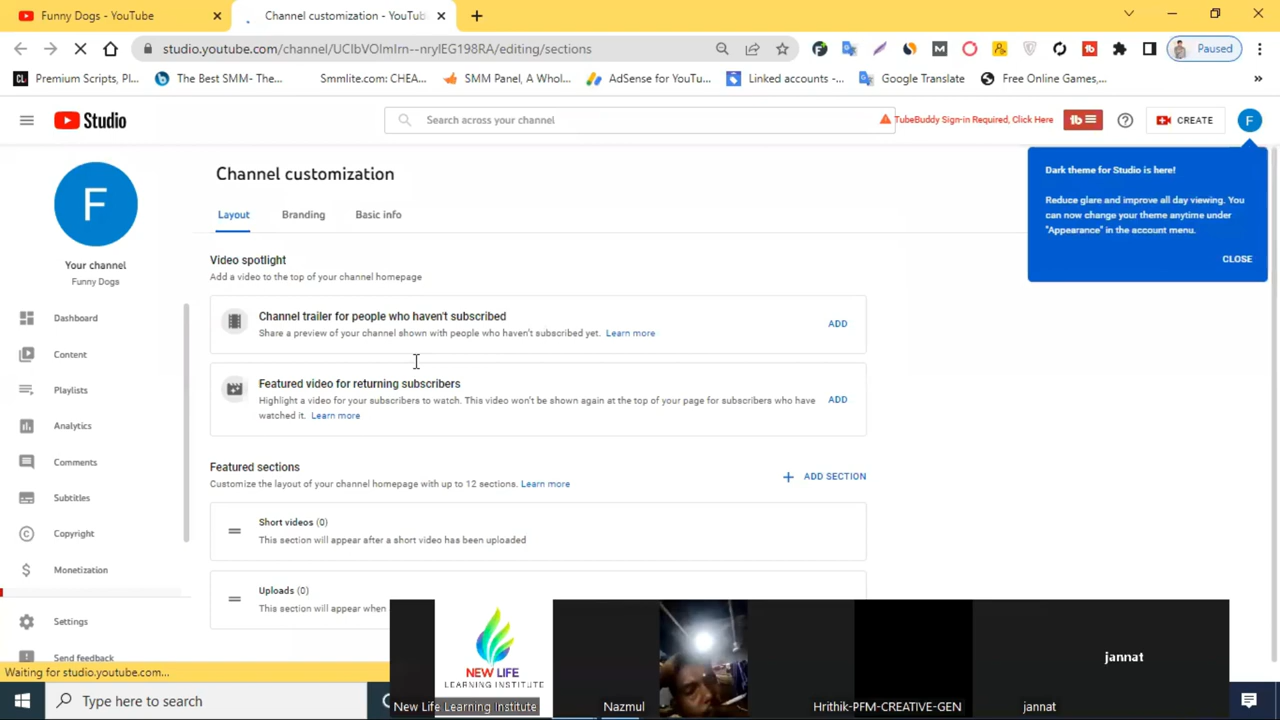 Funny Dogs - YouTube
Channel customization - YouTub
studio.youtube.com/channel/UCIbVOlmIrn--nrylEG198RA/editing/sections
Paused
CL Premium Scripts, Pl...
The Best SMM- The...
Smmlite.com: CHEA...
SMM Panel, A Whol...
AdSense for YouTu...
Linked accounts -...
Google Translate
Free Online Games,...
»
Studio
Search across your channel
TubeBuddy Sign-in Required, Click Here
tb
CREATE
F
Dark theme for Studio is here!
Reduce glare and improve all day viewing. You
can now change your theme anytime under
"Appearance" in the account menu.
CLOSE
F
Your channel
Funny Dogs
Dashboard
Content
Playlists
Analytics
Comments
Subtitles
Copyright
Monetization
Settings
Send feedback
Channel customization
Layout
Branding
Basic info
Video spotlight
Add a video to the top of your channel homepage
Channel trailer for people who haven't subscribed
Share a preview of your channel shown with people who haven't subscribed yet. Learn more
ADD
Featured video for returning subscribers
Highlight a video for your subscribers to watch. This video won't be shown again at the top of your page for subscribers who have
watched it. Learn more
ADD
Featured sections
Customize the layout of your channel homepage with up to 12 sections. Learn more
+ ADD SECTION
Short videos (0)
This section will appear after a short video has been uploaded
Uploads (0)
This section will appear when
Waiting for studio.youtube.com...
NEW LIFE
LEARNING INSTITUTE
New Life Learning Institute
Nazmul
Hrithik-PFM-CREATIVE-GEN
jannat
jannat
Type here to search